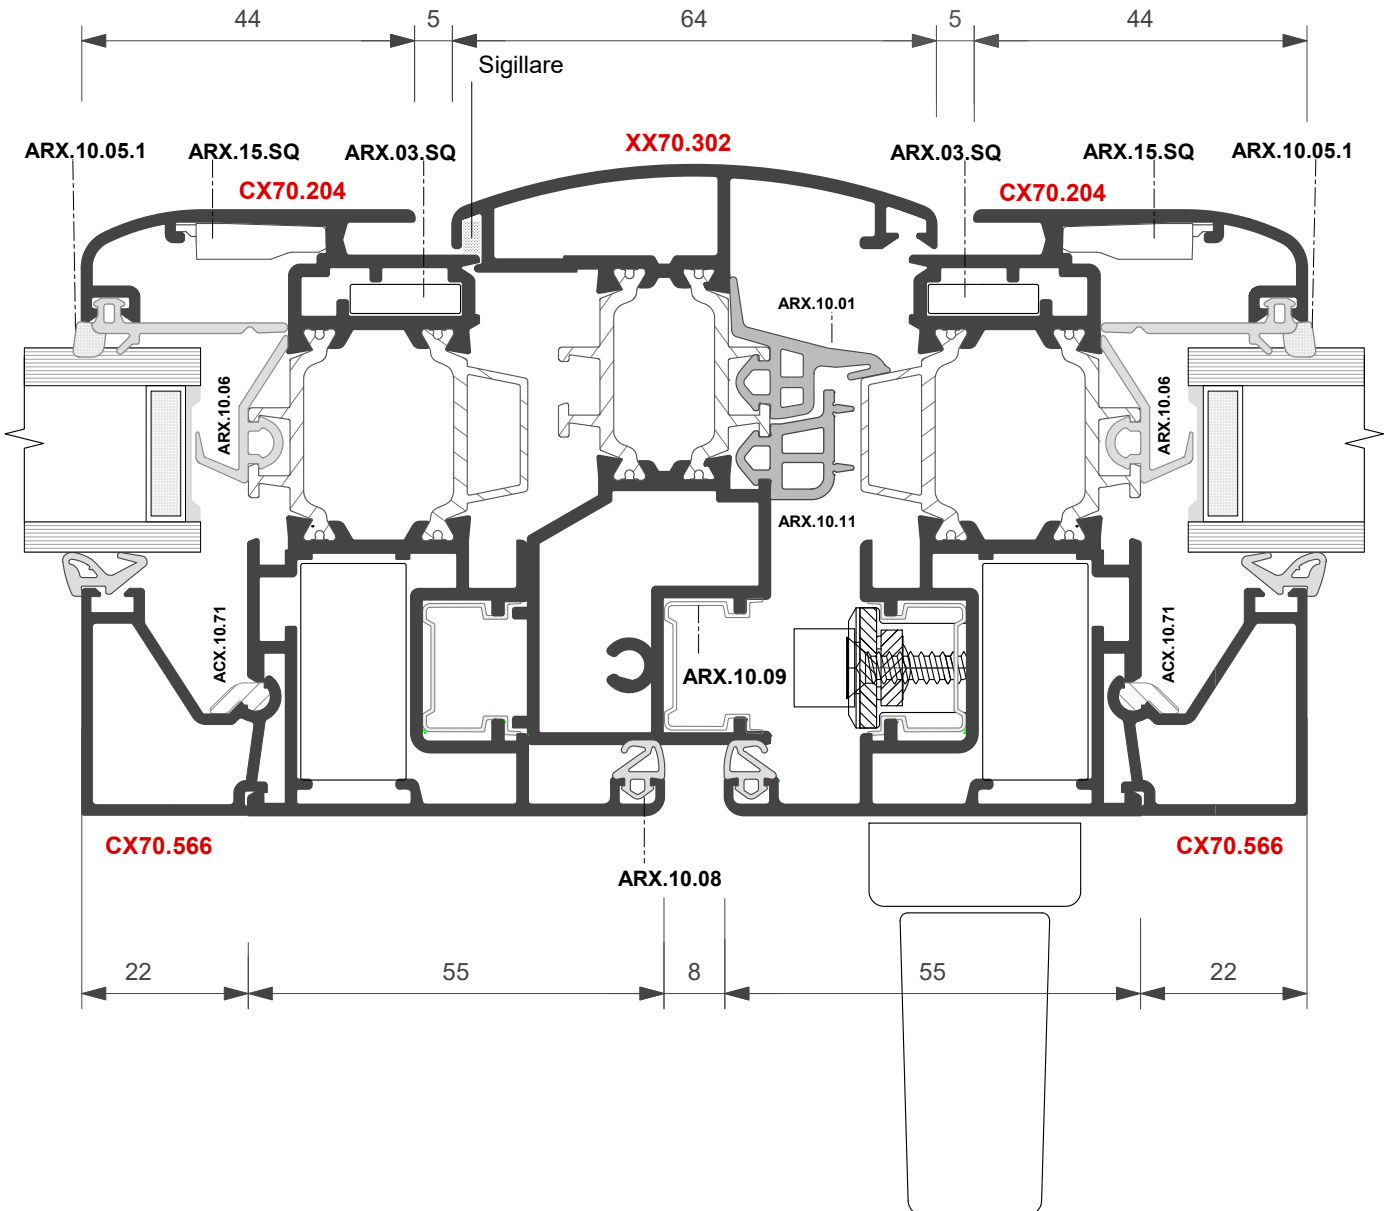 44 5 64 5 44
Sigillare
ARX.10.05.1 ARX.15.SQ ARX.03.SQ XX70.302 ARX.03.SQ ARX.15.SQ ARX.10.05.1
CX70.204 CX70.204
ARX.10.01
ARX.10.06 ARX.10.06
ARX.10.11
ACX.10.71 ACX.10.71
ARX.10.09
CX70.566 CX70.566
ARX.10.08
22 55 8 55 22